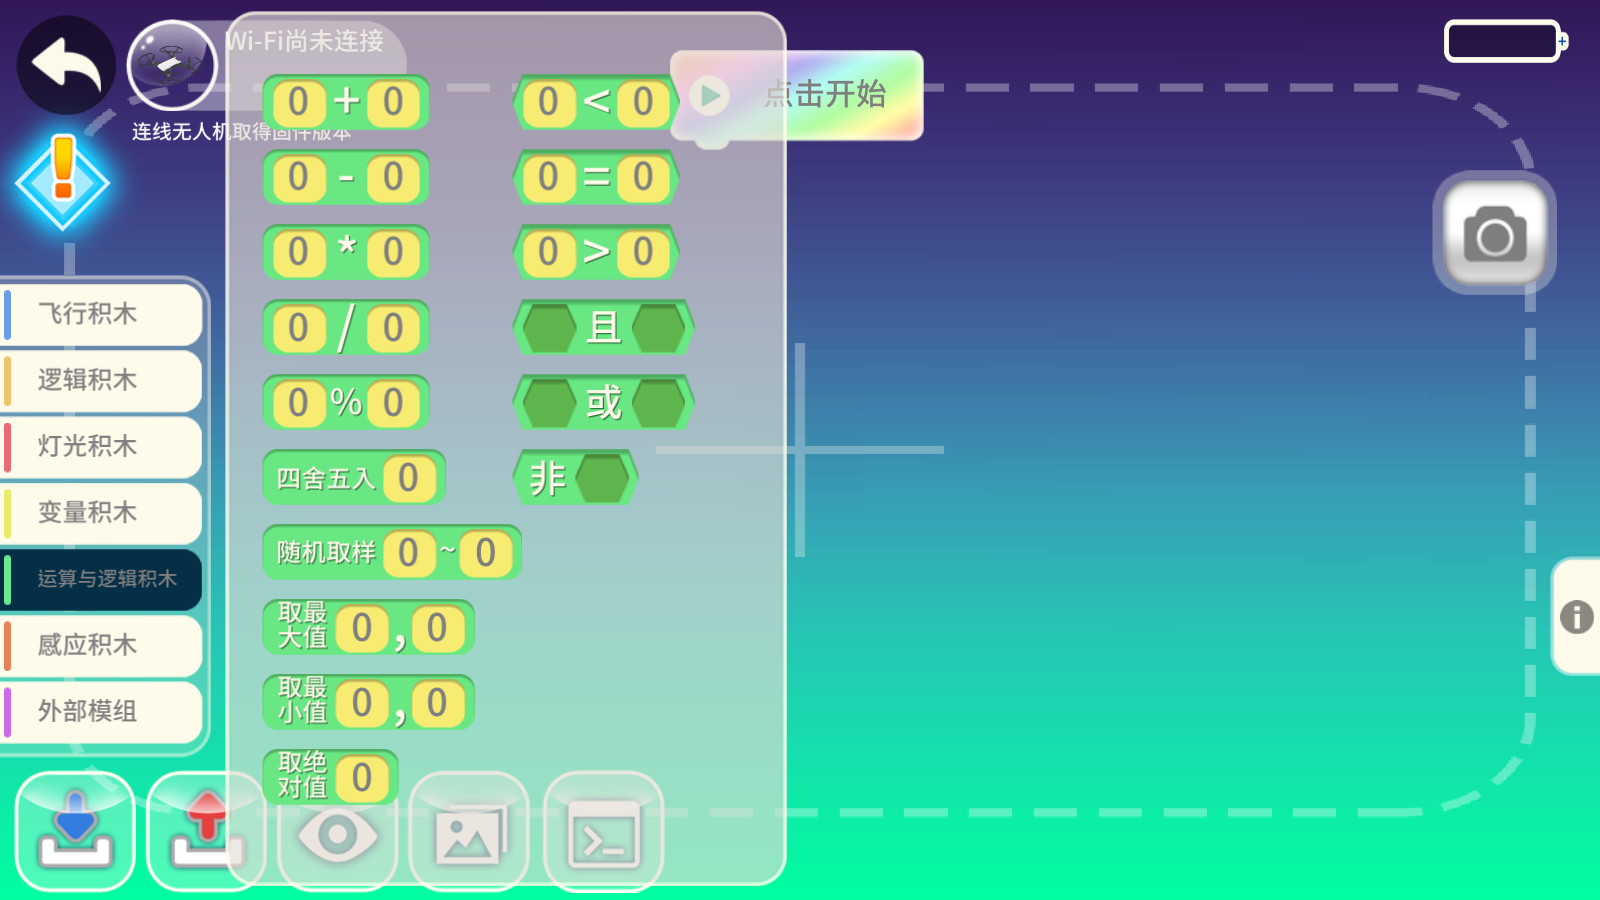 Wi-Fi尚未连接
连线无人机取得固件版本
点击开始
飞行积木
逻辑积木
灯光积木
变量积木
运算与逻辑积木
感应积木
外部模组
0 + 0
0 - 0
0 * 0
0 / 0
0 % 0
四舍五入 0
随机取样 0 ~ 0
取最
大值 0 , 0
取最
小值 0 , 0
取绝
对值 0
0 < 0
0 = 0
0 > 0
且
或
非